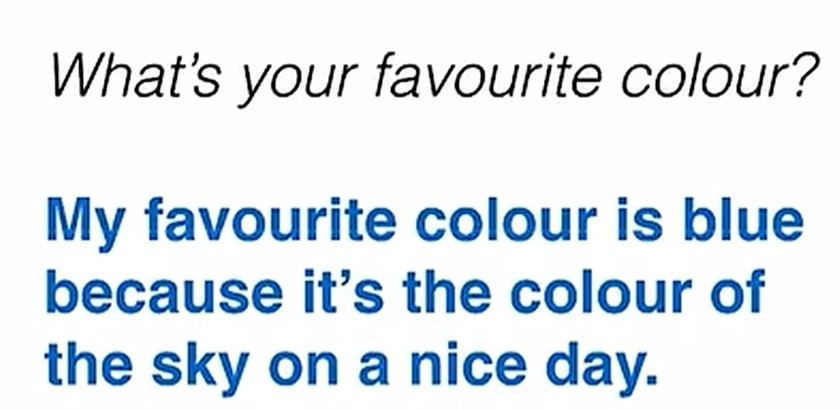 What's your favourite colour?
My favourite colour is blue
because it's the colour of
the sky on a nice day.